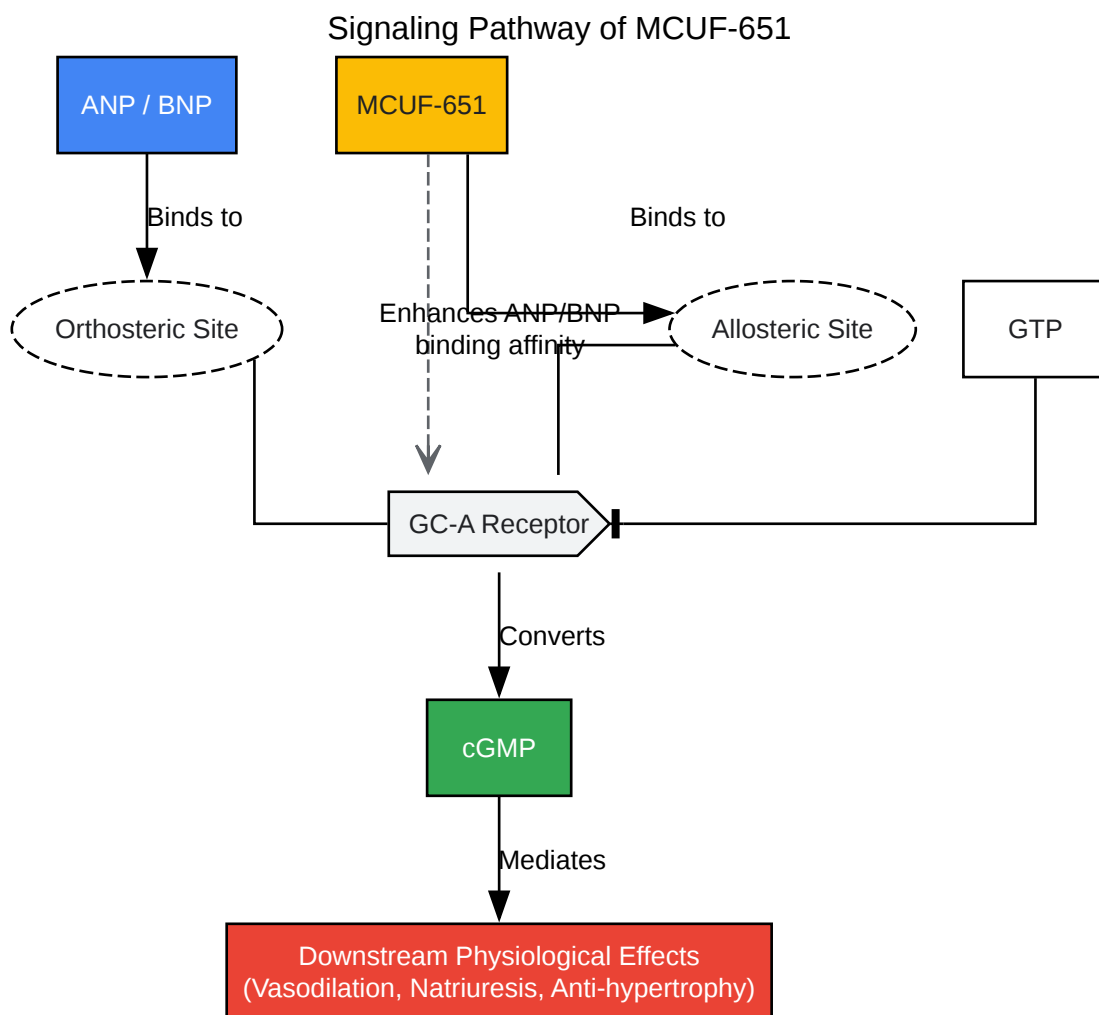 Signaling Pathway of MCUF-651
ANP / BNP
MCUF-651
Binds to
Binds to
Orthosteric Site
Enhances ANP/BNP
binding affinity
Allosteric Site
GTP
GC-A Receptor
Converts
cGMP
Mediates
Downstream Physiological Effects
(Vasodilation, Natriuresis, Anti-hypertrophy)